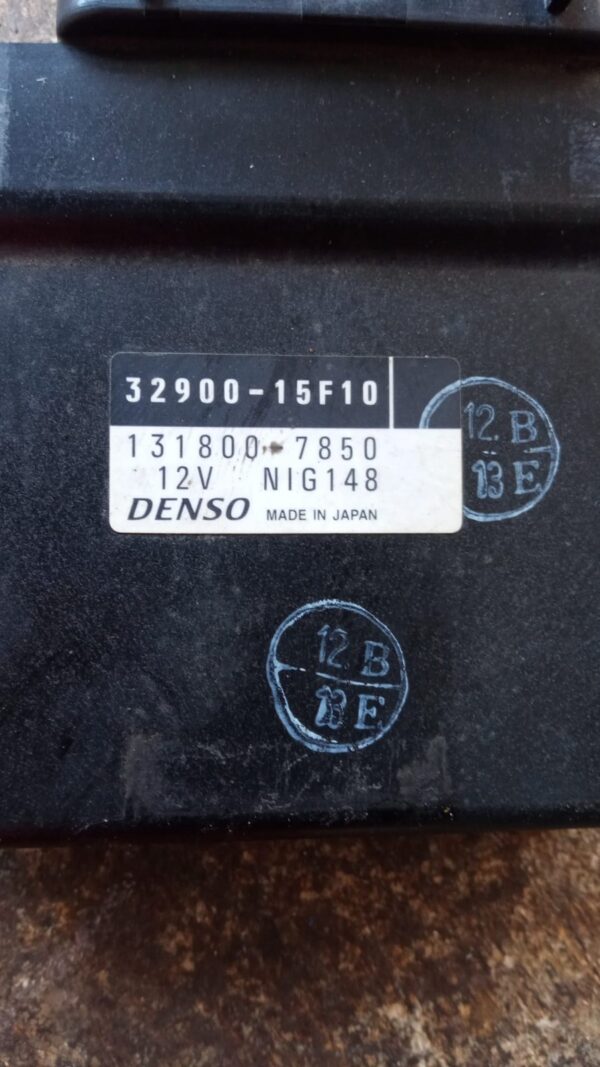 32900-15F10
131800-7850
12V NIG148
DENSO MADE IN JAPAN
12 B
13 E
12 B
13 E